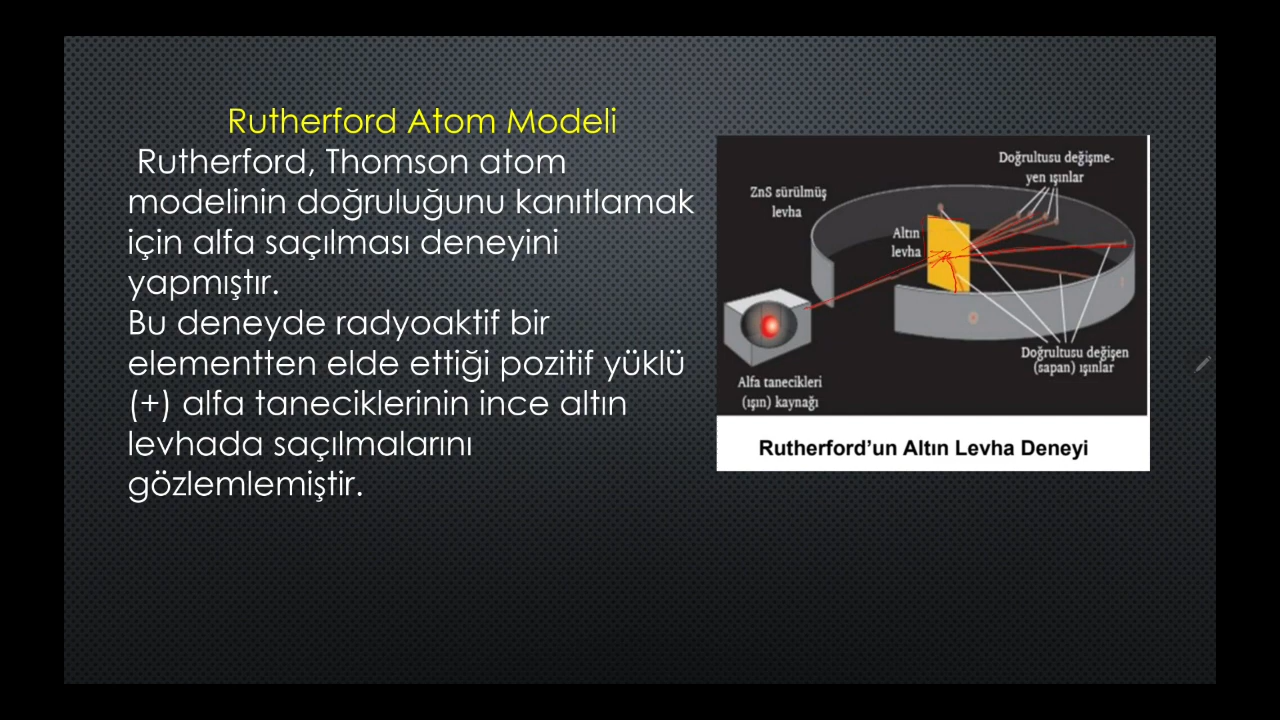 Rutherford Atom Modeli
Rutherford, Thomson atom
modelinin doğruluğunu kanıtlamak
için alfa saçılması deneyini
yapmıştır.
Bu deneyde radyoaktif bir
elementten elde ettiği pozitif yüklü
(+) alfa taneciklerinin ince altın
levhada saçılmalarını
gözlemlemiştir.
Doğrultusu değişme-
yen ışınlar
ZnS sürülmüş
levha
Altın
levha
Doğrultusu değişen
(sapan) ışınlar
Alfa tanecikleri
(ışın) kaynağı
Rutherford'un Altın Levha Deneyi